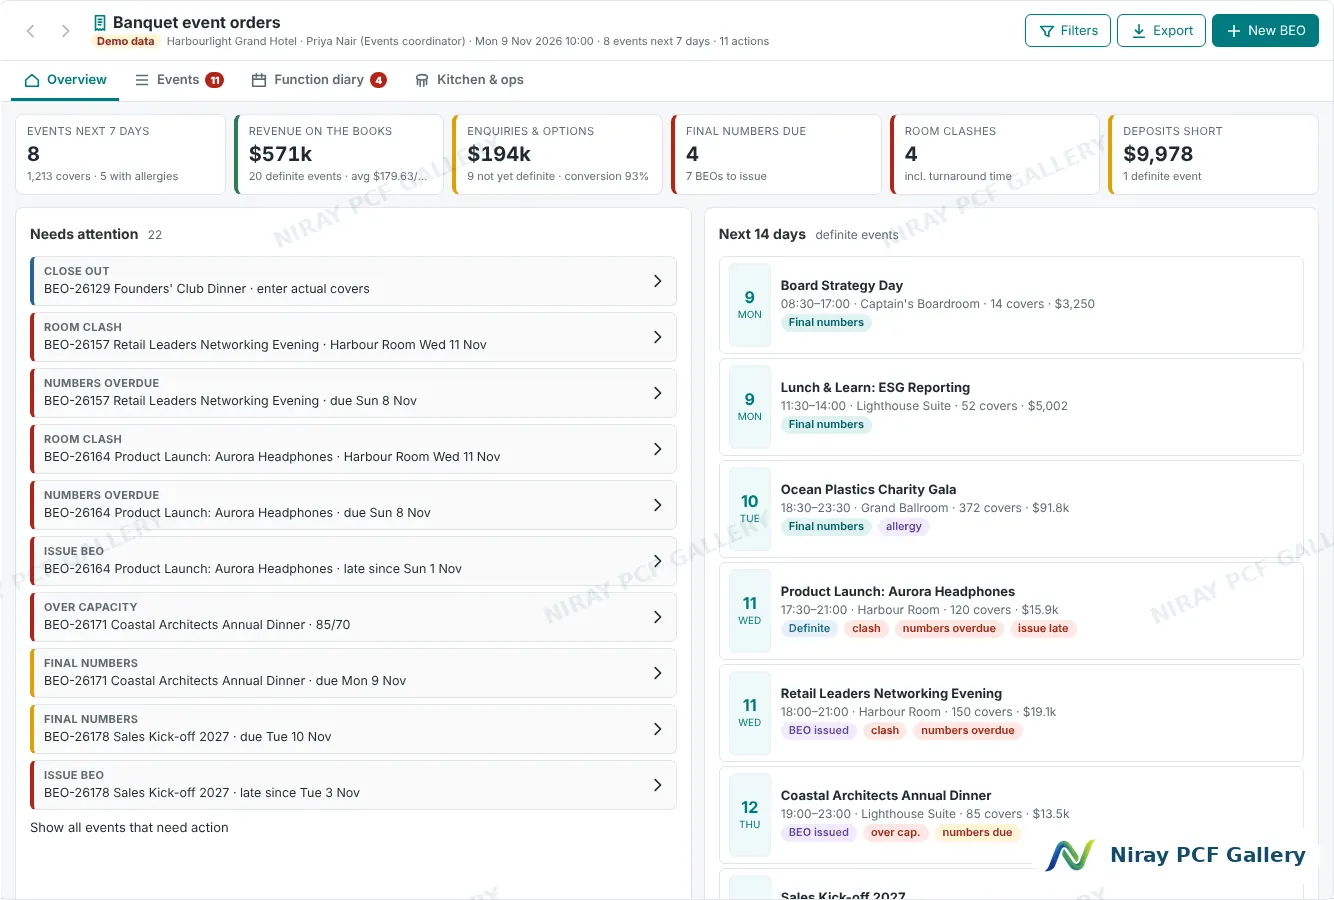 Banquet event orders
Demo data Harbourlight Grand Hotel · Priya Nair (Events coordinator) · Mon 9 Nov 2026 10:00 · 8 events next 7 days · 11 actions
Filters
Export
New BEO
Overview
Events 11
Function diary 4
Kitchen & ops
EVENTS NEXT 7 DAYS
8
1,213 covers · 5 with allergies
REVENUE ON THE BOOKS
$571k
20 definite events · avg $179.63/...
ENQUIRIES & OPTIONS
$194k
9 not yet definite · conversion 93%
FINAL NUMBERS DUE
4
7 BEOs to issue
ROOM CLASHES
4
incl. turnaround time
DEPOSITS SHORT
$9,978
1 definite event
Needs attention 22
CLOSE OUT
BEO-26129 Founders' Club Dinner · enter actual covers
ROOM CLASH
BEO-26157 Retail Leaders Networking Evening · Harbour Room Wed 11 Nov
NUMBERS OVERDUE
BEO-26157 Retail Leaders Networking Evening · due Sun 8 Nov
ROOM CLASH
BEO-26164 Product Launch: Aurora Headphones · Harbour Room Wed 11 Nov
NUMBERS OVERDUE
BEO-26164 Product Launch: Aurora Headphones · due Sun 8 Nov
ISSUE BEO
BEO-26164 Product Launch: Aurora Headphones · late since Sun 1 Nov
OVER CAPACITY
BEO-26171 Coastal Architects Annual Dinner · 85/70
FINAL NUMBERS
BEO-26171 Coastal Architects Annual Dinner · due Mon 9 Nov
FINAL NUMBERS
BEO-26178 Sales Kick-off 2027 · due Tue 10 Nov
ISSUE BEO
BEO-26178 Sales Kick-off 2027 · late since Tue 3 Nov
Show all events that need action
Next 14 days definite events
9
MON
Board Strategy Day
08:30–17:00 · Captain's Boardroom · 14 covers · $3,250
Final numbers
9
MON
Lunch & Learn: ESG Reporting
11:30–14:00 · Lighthouse Suite · 52 covers · $5,002
Final numbers
10
TUE
Ocean Plastics Charity Gala
18:30–23:30 · Grand Ballroom · 372 covers · $91.8k
Final numbers allergy
11
WED
Product Launch: Aurora Headphones
17:30–21:00 · Harbour Room · 120 covers · $15.9k
Definite clash numbers overdue issue late
11
WED
Retail Leaders Networking Evening
18:00–21:00 · Harbour Room · 150 covers · $19.1k
BEO issued clash numbers overdue
12
THU
Coastal Architects Annual Dinner
19:00–23:00 · Lighthouse Suite · 85 covers · $13.5k
BEO issued over cap. numbers due
Sales Kick-off 2027
Niray PCF Gallery
NIRAY PCF GALLERY
NIRAY PCF GALLERY
NIRAY PCF GALLERY
NIRAY PCF GALLERY